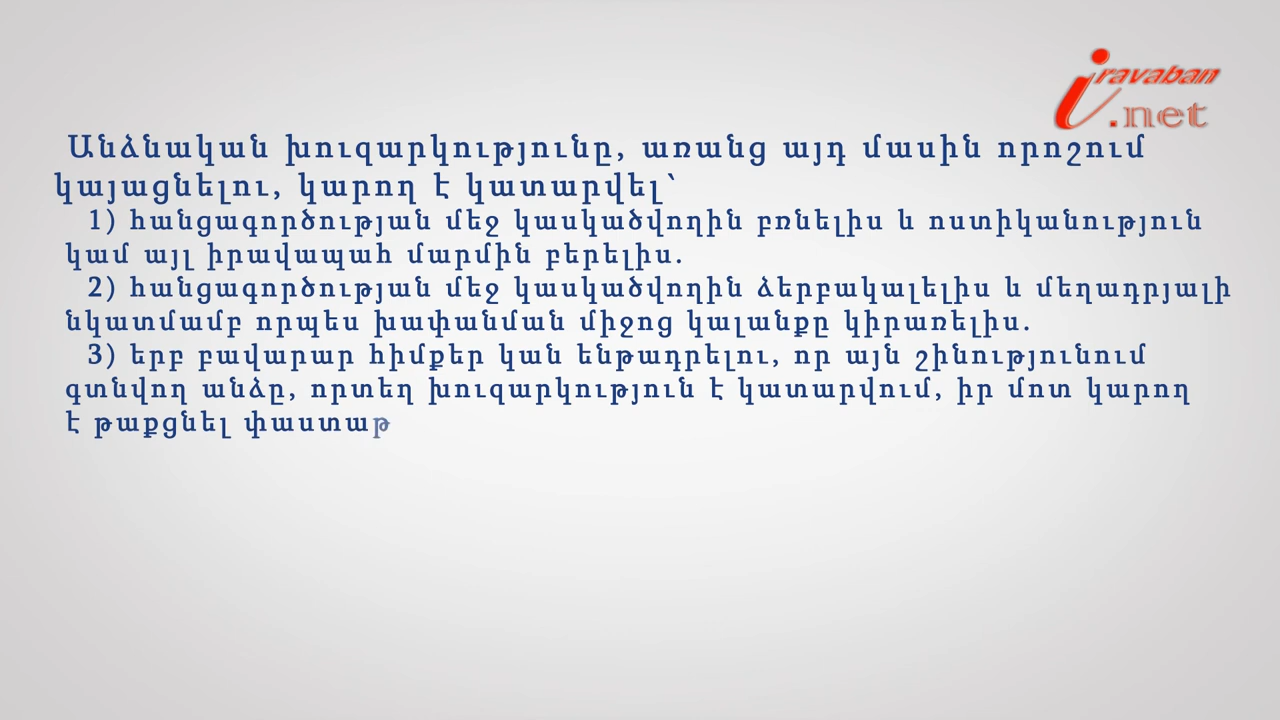 iravaban
.net
Անձնական խուզարկությունը, առանց այդ մասին որոշում
կայացնելու, կարող է կատարվել՝
1) հանցագործության մեջ կասկածվողին բռնելիս և ոստիկանություն
կամ այլ իրավապահ մարմին բերելիս.
2) հանցագործության մեջ կասկածվողին ձերբակալելիս և մեղադրյալի
նկատմամբ որպես խափանման միջոց կալանքը կիրառելիս.
3) երբ բավարար հիմքեր կան ենթադրելու, որ այն շինությունում
գտնվող անձը, որտեղ խուզարկություն է կատարվում, իր մոտ կարող
է թաքցնել փաստաթ